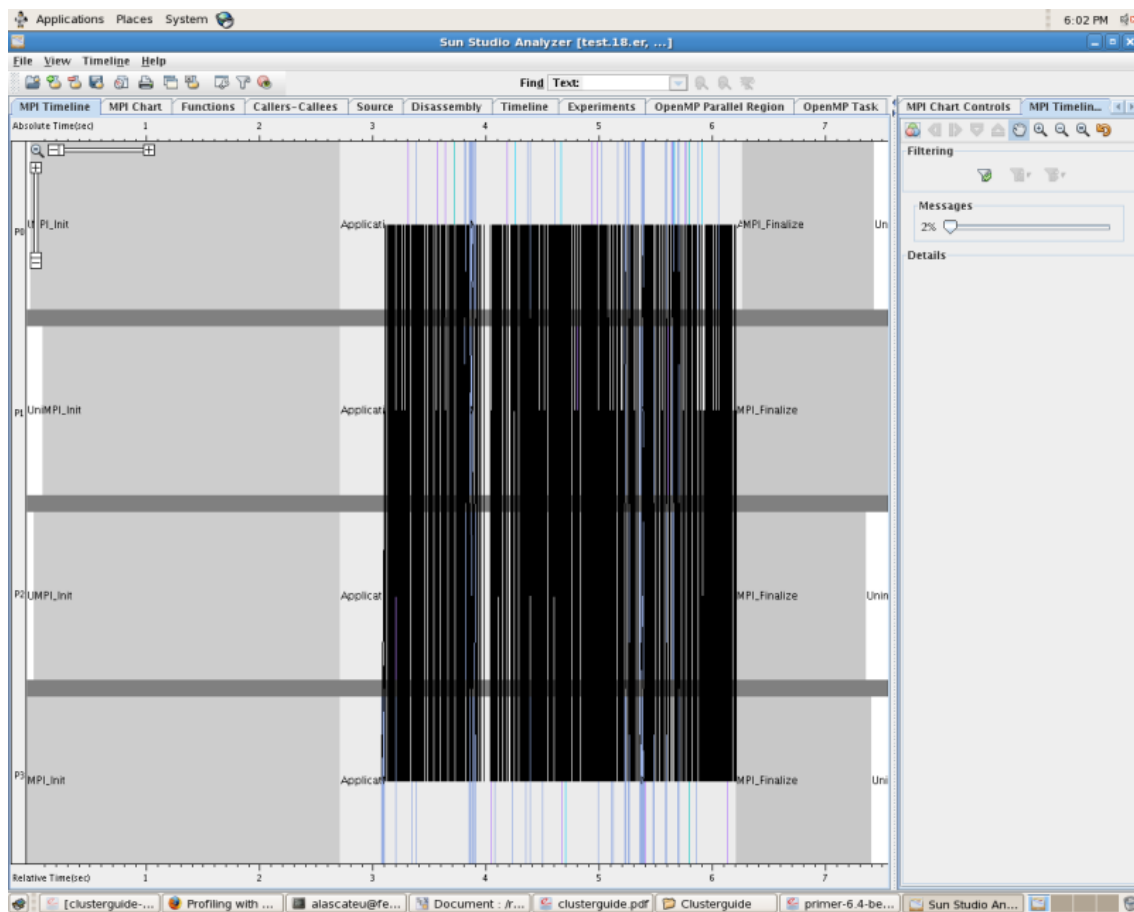 Applications Places System 6:02 PM
Sun Studio Analyzer [test.18.er, ...]
File View Timeline Help
Find Text:
MPI Timeline MPI Chart Functions Callers-Callees Source Disassembly Timeline Experiments OpenMP Parallel Region OpenMP Task MPI Chart Controls MPI Timelin...
Absolute Time(sec) 1 2 3 4 5 6 7
Filtering
Messages
2%
Details
P0 PI_Init Applicati MPI_Finalize Un
P1 UniMPI_Init Applicati MPI_Finalize
P2 UMPI_Init Applicat MPI_Finalize Unin
P3 MPI_Init Applicat MPI_Finalize Uni
Relative Time(sec) 1 2 3 4 5 6 7
[clusterguide-... Profiling with ... alascateu@fe... Document : /r... clusterguide.pdf Clusterguide primer-6.4-be... Sun Studio An...